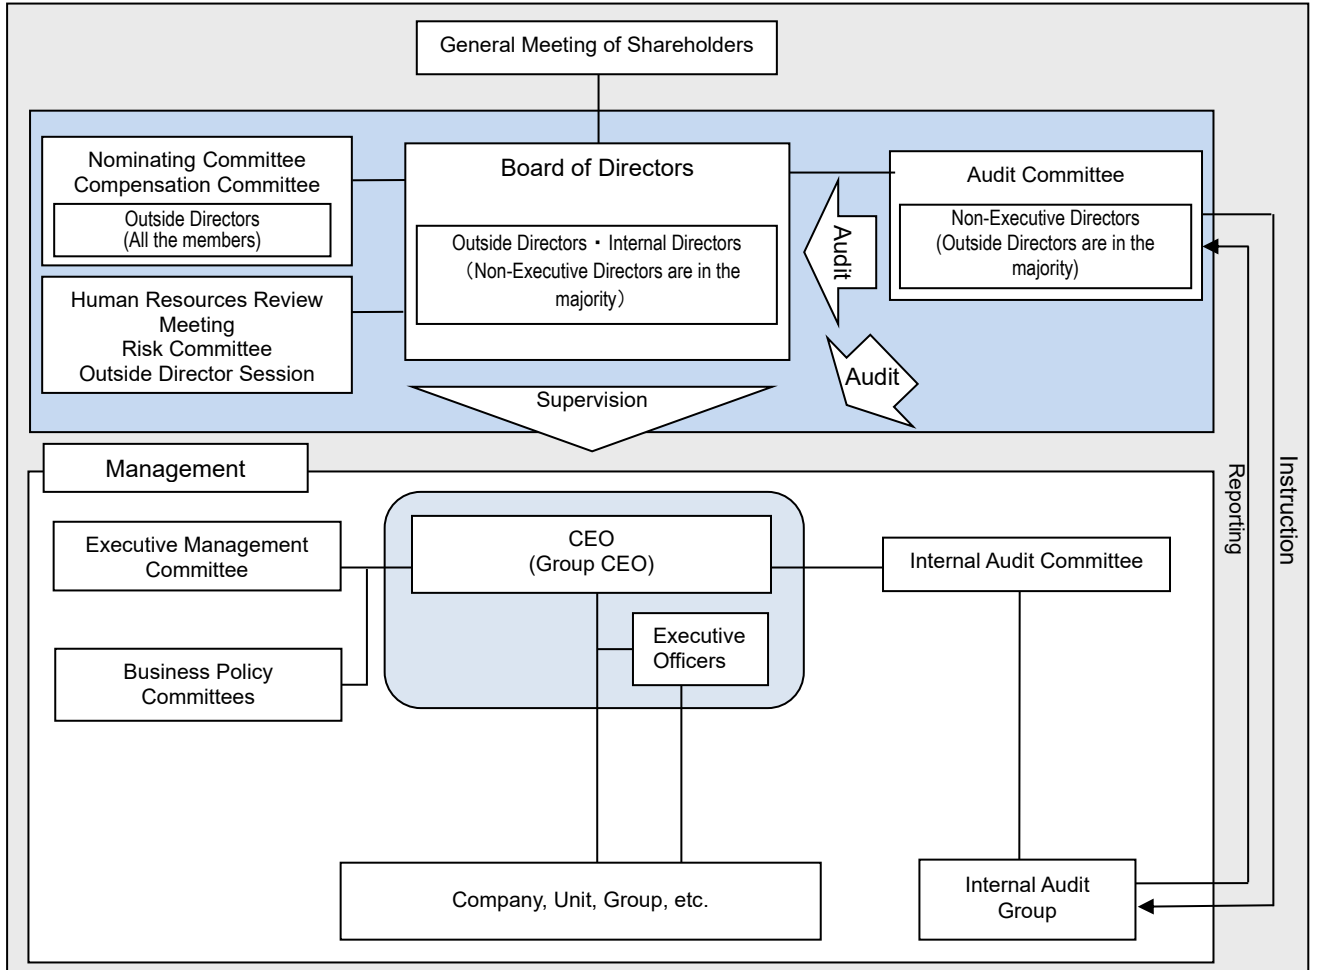 General Meeting of Shareholders
Nominating Committee
Compensation Committee
Outside Directors
(All the members)
Human Resources Review
Meeting
Risk Committee
Outside Director Session
Board of Directors
Outside Directors・Internal Directors
（Non-Executive Directors are in the
majority）
Audit
Audit Committee
Non-Executive Directors
(Outside Directors are in the
majority)
Audit
Supervision
Reporting
Instruction
Management
Executive Management
Committee
Business Policy
Committees
CEO
(Group CEO)
Executive
Officers
Internal Audit Committee
Company, Unit, Group, etc.
Internal Audit
Group